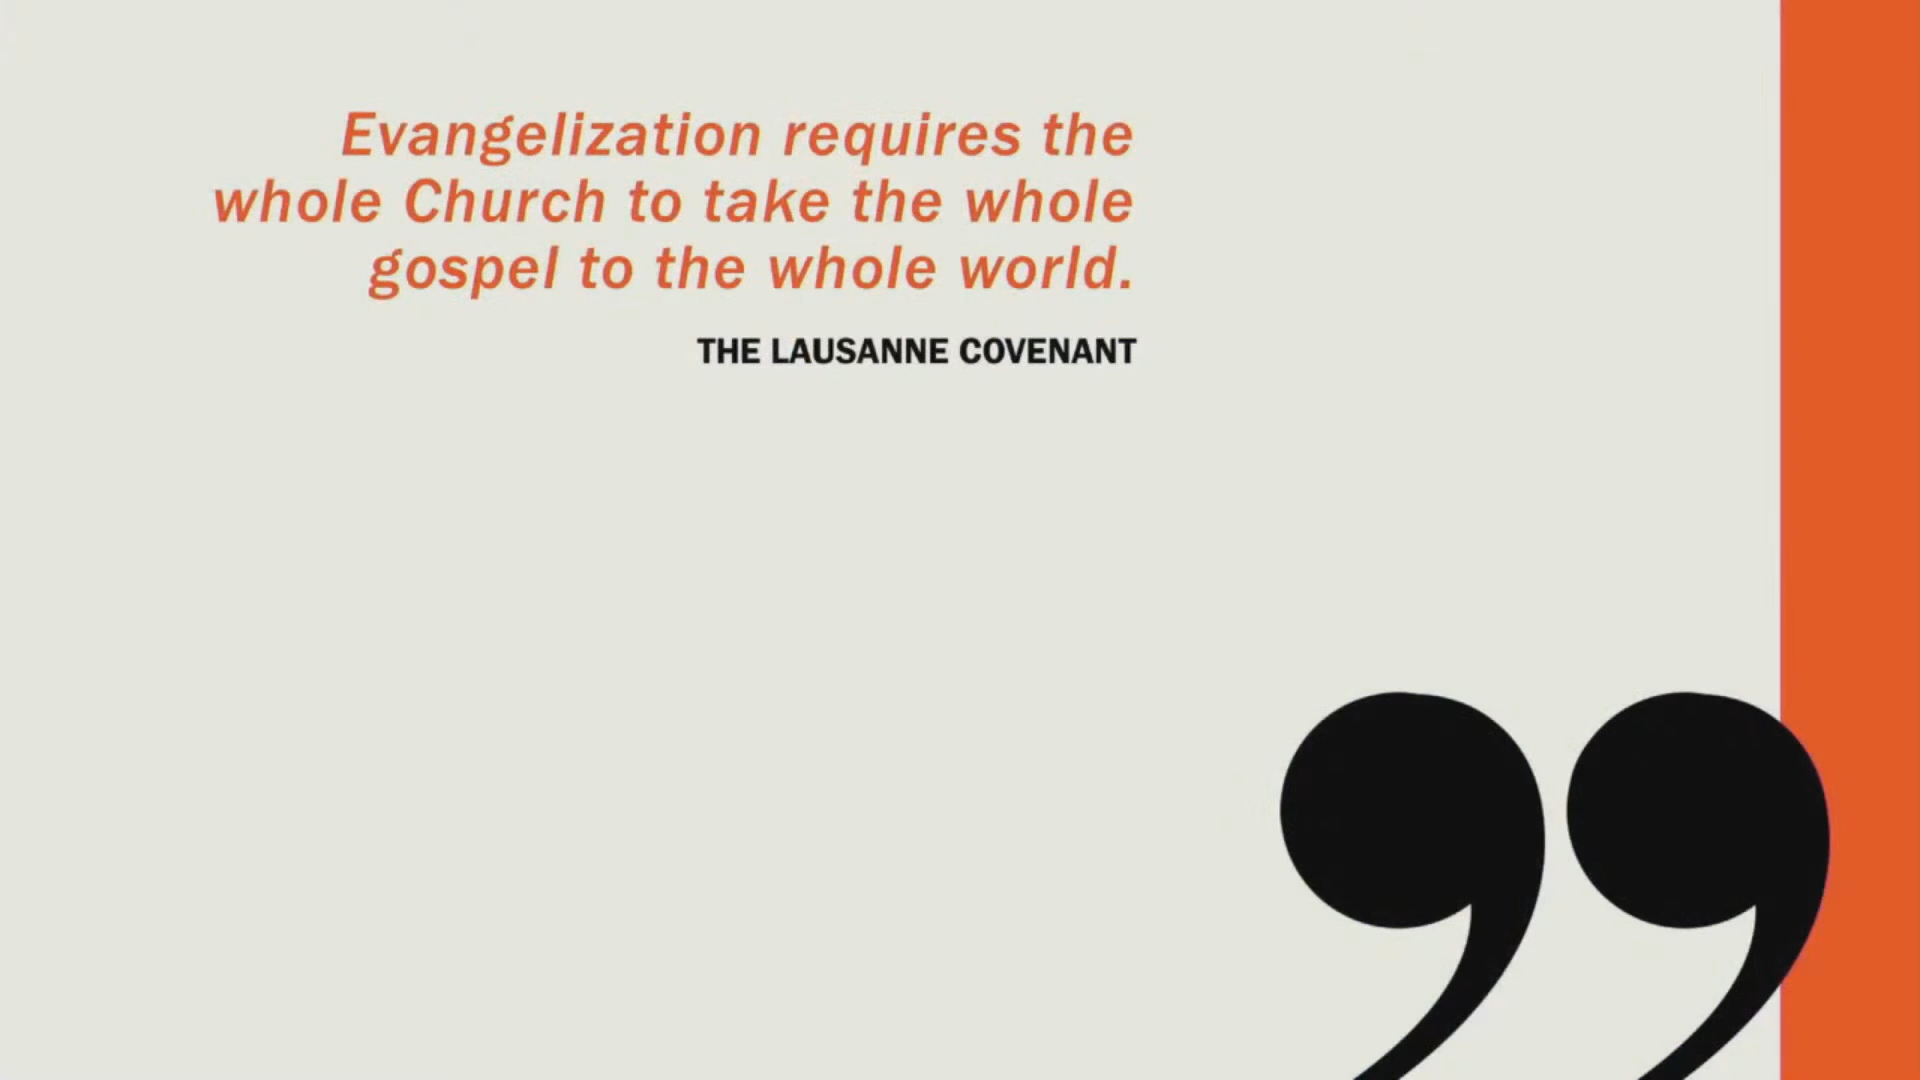 Evangelization requires the
whole Church to take the whole
gospel to the whole world.
THE LAUSANNE COVENANT
”